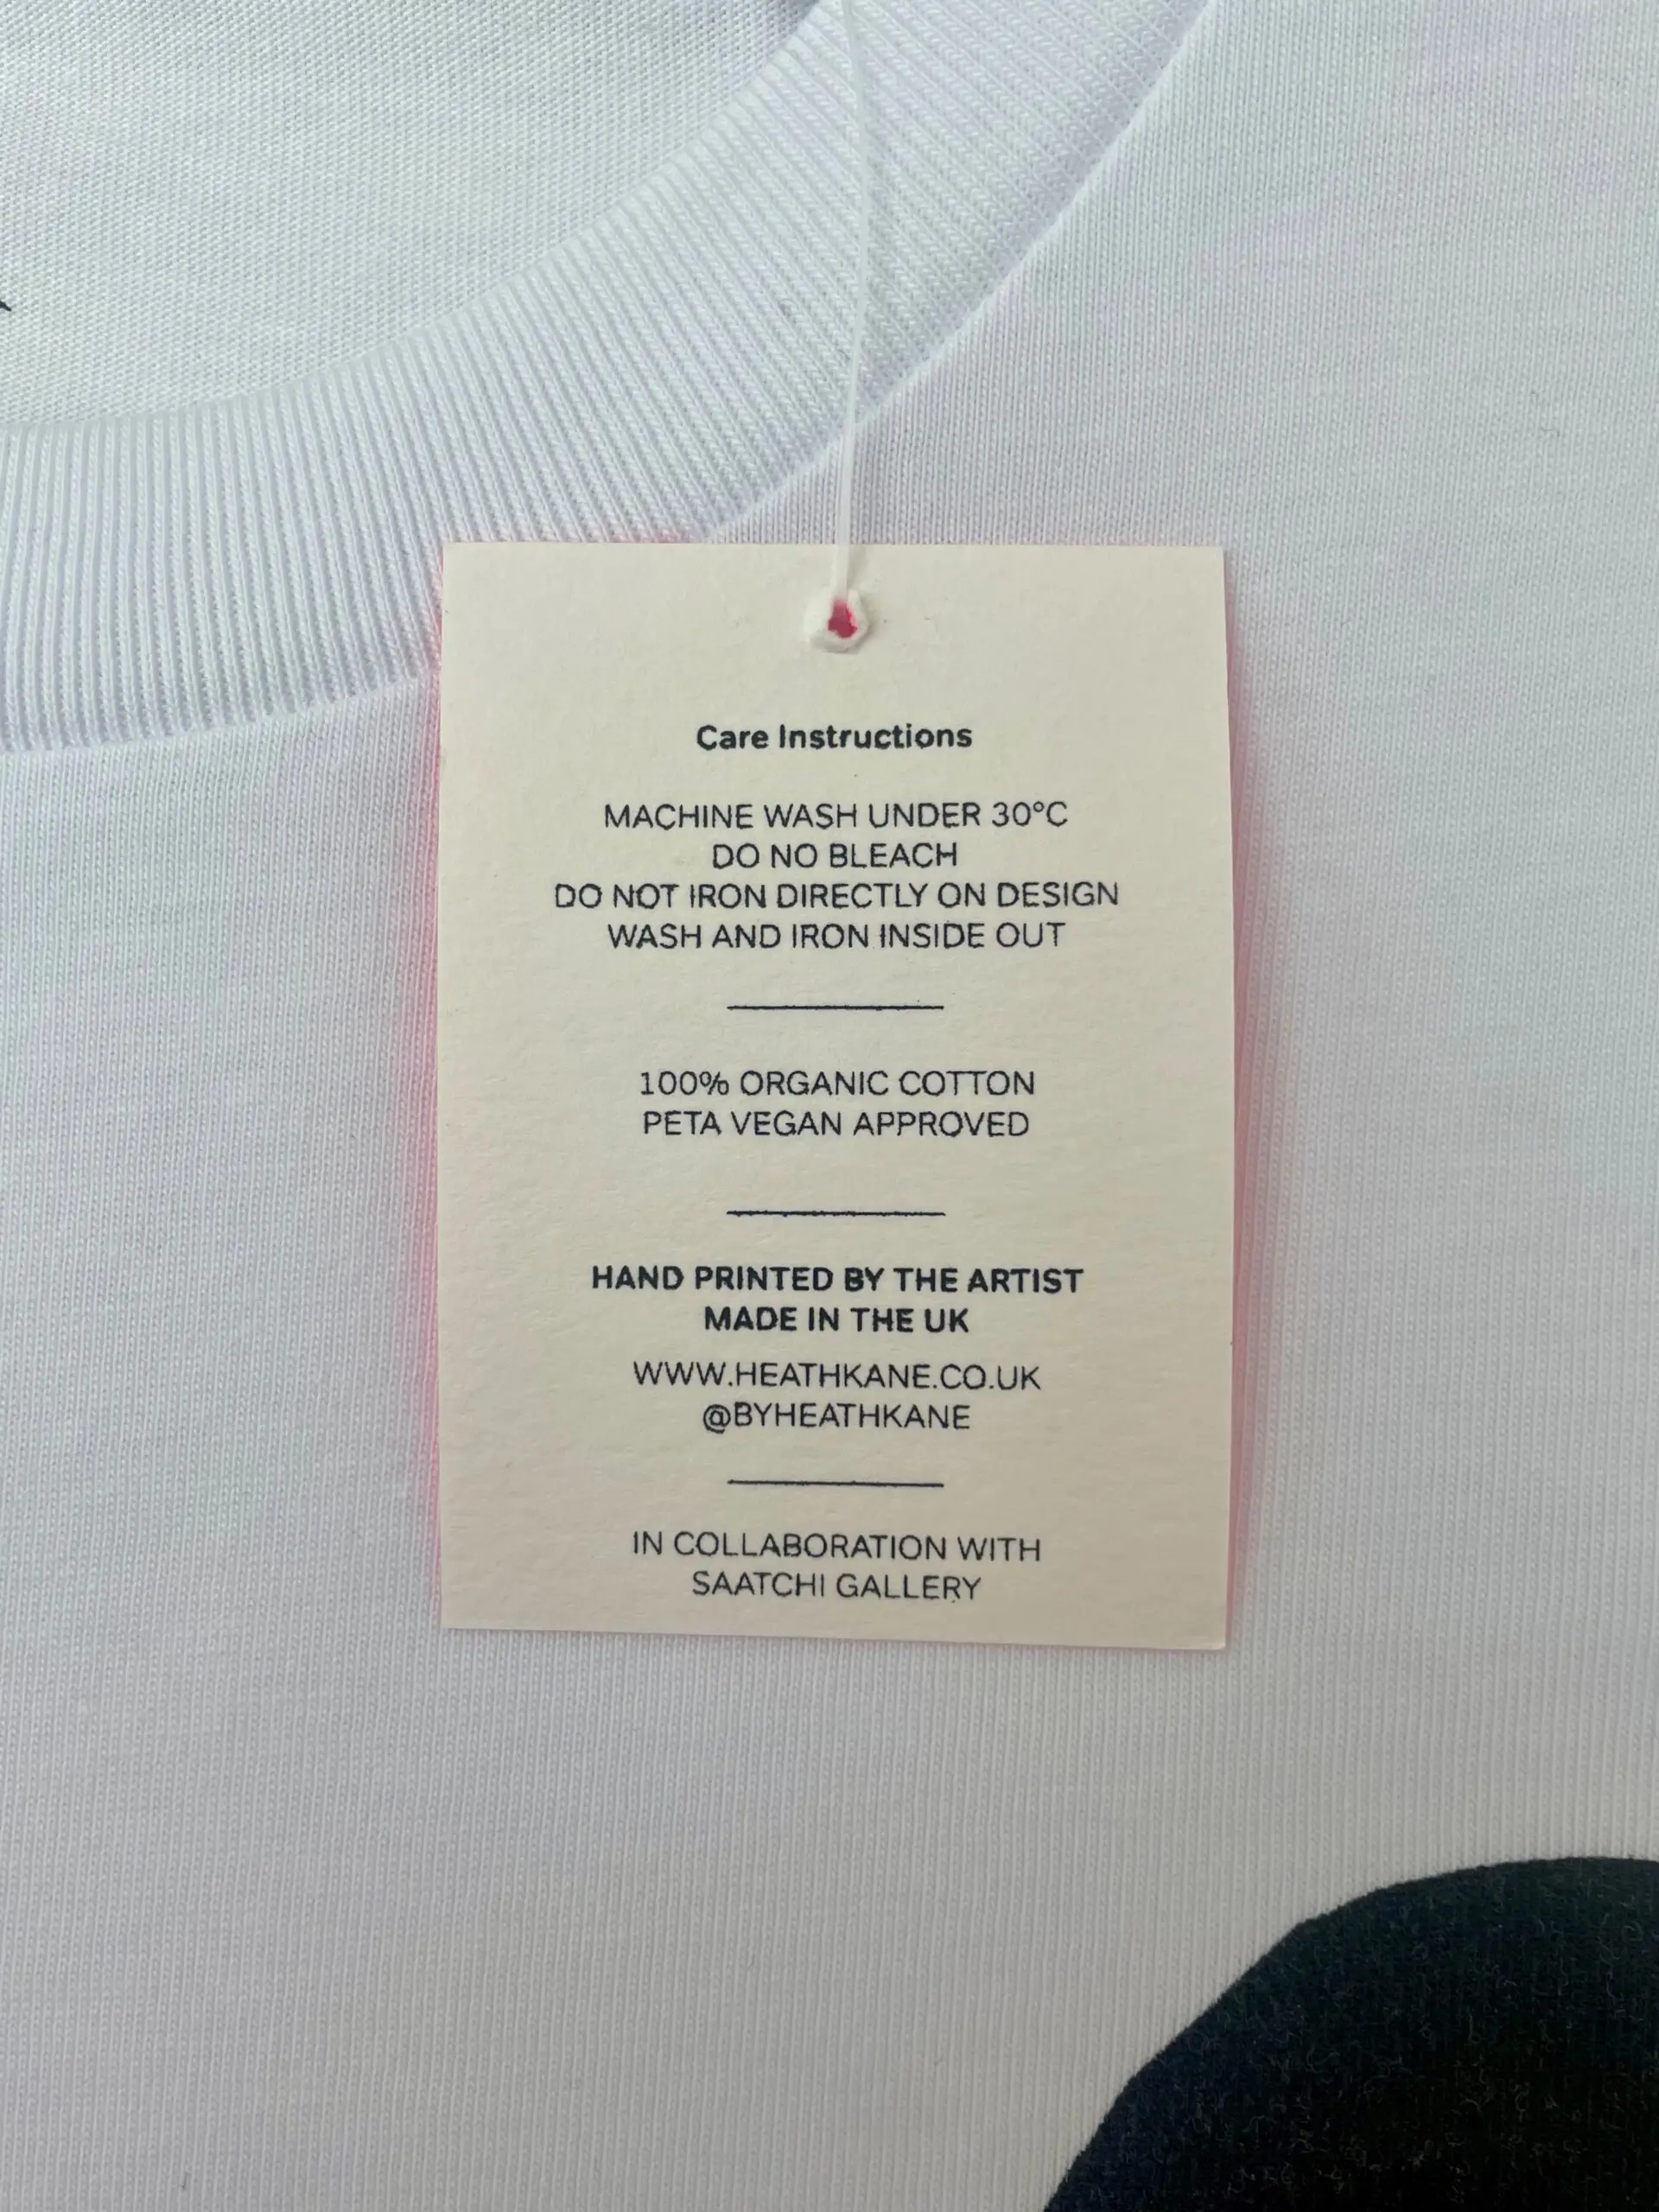 Care Instructions
MACHINE WASH UNDER 30°C
DO NO BLEACH
DO NOT IRON DIRECTLY ON DESIGN
WASH AND IRON INSIDE OUT
100% ORGANIC COTTON
PETA VEGAN APPROVED
HAND PRINTED BY THE ARTIST
MADE IN THE UK
WWW.HEATHKANE.CO.UK
@BYHEATHKANE
IN COLLABORATION WITH
SAATCHI GALLERY